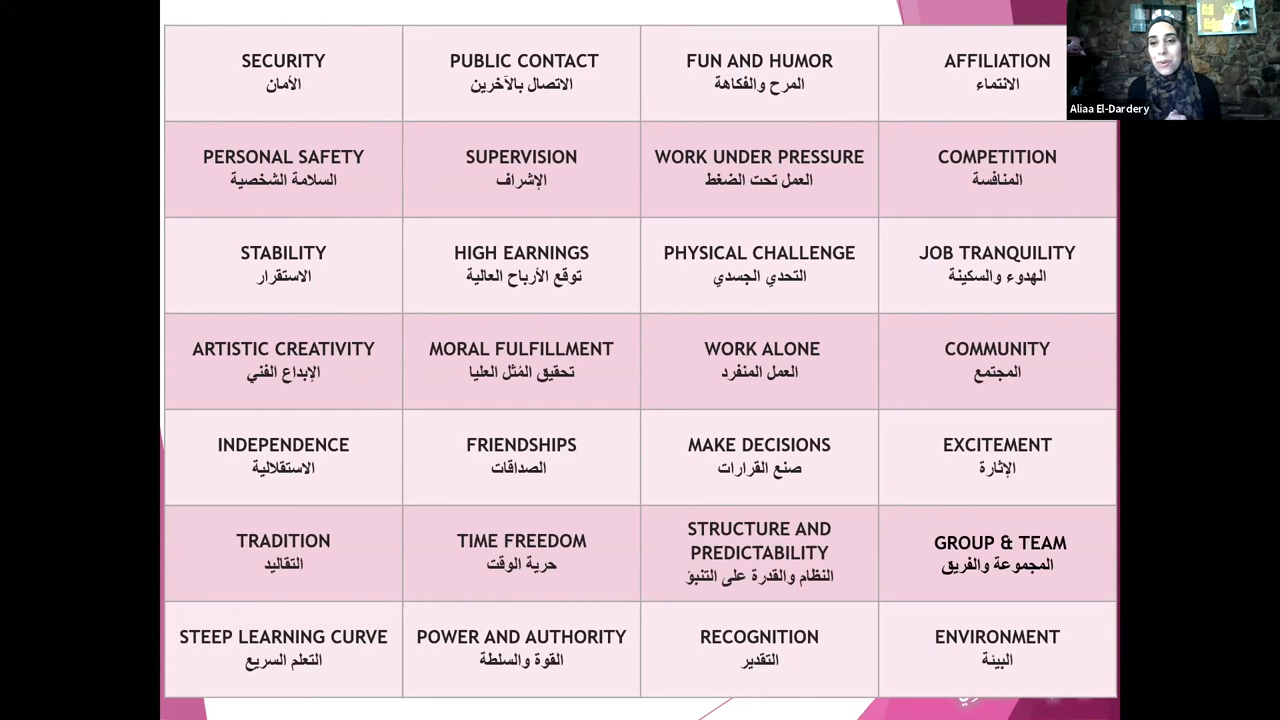 SECURITY
الأمان
PUBLIC CONTACT
الاتصال بالآخرين
FUN AND HUMOR
المرح والفكاهة
AFFILIATION
الانتماء
Aliaa El-Dardery
PERSONAL SAFETY
السلامة الشخصية
SUPERVISION
الإشراف
WORK UNDER PRESSURE
العمل تحت الضغط
COMPETITION
المنافسة
STABILITY
الاستقرار
HIGH EARNINGS
توقع الأرباح العالية
PHYSICAL CHALLENGE
التحدي الجسدي
JOB TRANQUILITY
الهدوء والسكينة
ARTISTIC CREATIVITY
الإبداع الفني
MORAL FULFILLMENT
تحقيق المُثل العليا
WORK ALONE
العمل المنفرد
COMMUNITY
المجتمع
INDEPENDENCE
الاستقلالية
FRIENDSHIPS
الصداقات
MAKE DECISIONS
صنع القرارات
EXCITEMENT
الإثارة
TRADITION
التقاليد
TIME FREEDOM
حرية الوقت
STRUCTURE AND
PREDICTABILITY
النظام والقدرة على التنبؤ
GROUP & TEAM
المجموعة والفريق
STEEP LEARNING CURVE
التعلم السريع
POWER AND AUTHORITY
القوة والسلطة
RECOGNITION
التقدير
ENVIRONMENT
البيئة